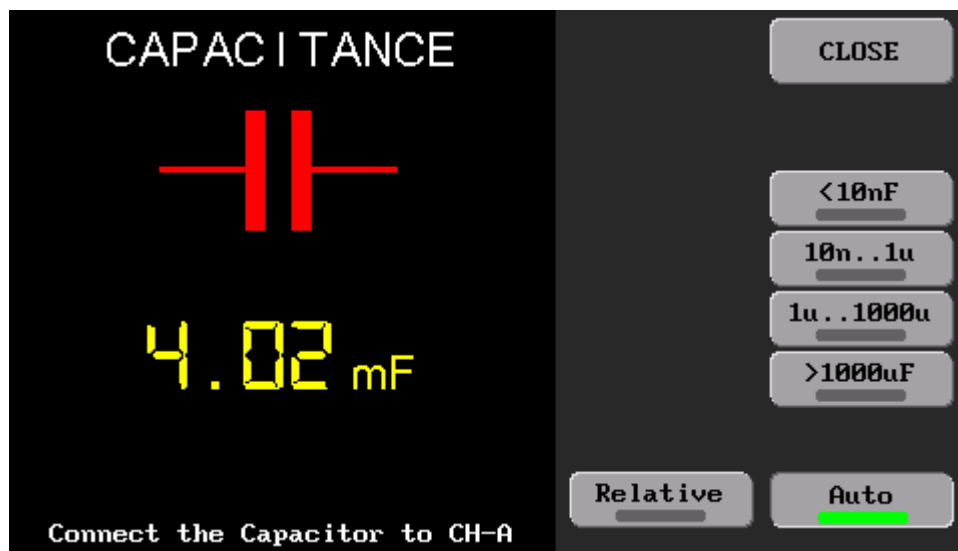 CAPACITANCE
4.02 mF
Connect the Capacitor to CH-A
CLOSE
<10nF
10n..1u
1u..1000u
>1000uF
Relative
Auto